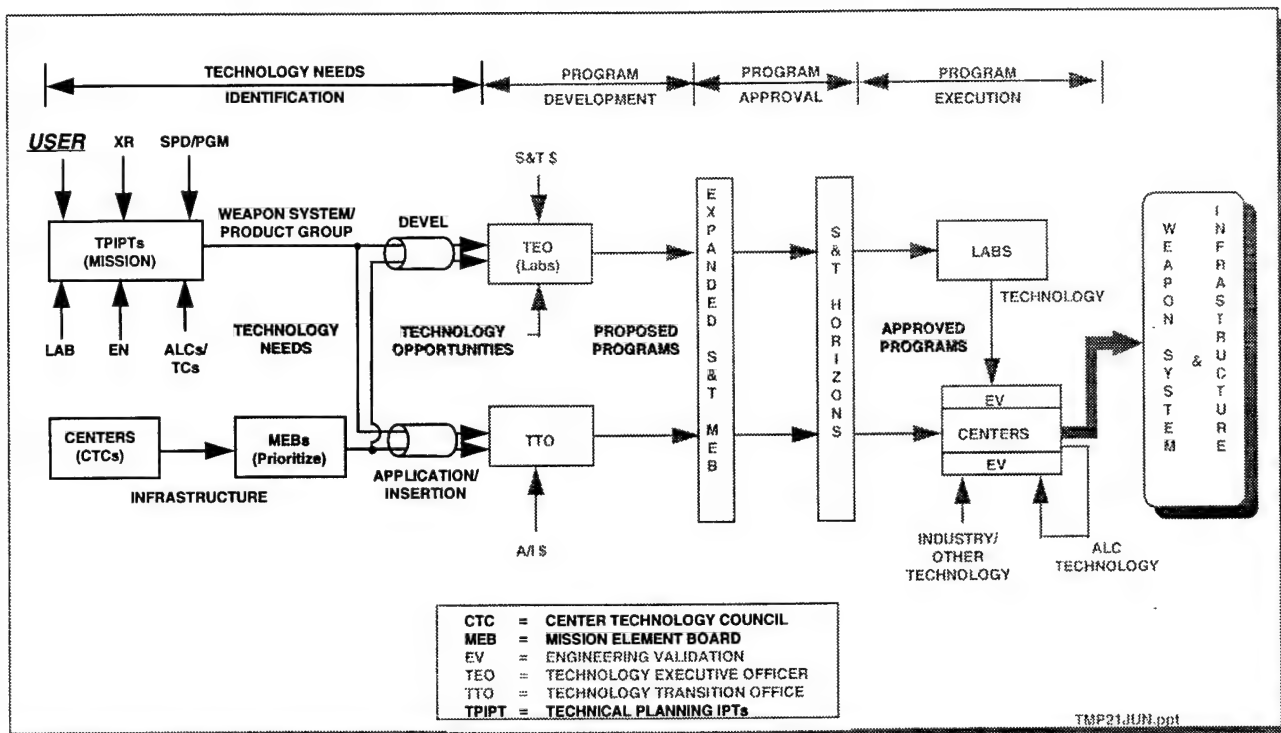 TECHNOLOGY NEEDS
IDENTIFICATION
PROGRAM
DEVELOPMENT
PROGRAM
APPROVAL
PROGRAM
EXECUTION
USER
XR
SPD/PGM
S&T $
WEAPON SYSTEM/
PRODUCT GROUP
DEVEL
TPIPTs
(MISSION)
TEO
(Labs)
LABS
TECHNOLOGY
LAB
EN
ALCs/
TCs
TECHNOLOGY
NEEDS
TECHNOLOGY
OPPORTUNITIES
PROPOSED
PROGRAMS
EXPANDED S&T MEB
S&T HORIZONS
APPROVED
PROGRAMS
WEAPON SYSTEM
&
INFRASTRUCTURE
CENTERS
(CTCs)
MEBs
(Prioritize)
TTO
EV
CENTERS
EV
INFRASTRUCTURE
APPLICATION/
INSERTION
A/I $
INDUSTRY/
OTHER
TECHNOLOGY
ALC
TECHNOLOGY
CTC = CENTER TECHNOLOGY COUNCIL
MEB = MISSION ELEMENT BOARD
EV = ENGINEERING VALIDATION
TEO = TECHNOLOGY EXECUTIVE OFFICER
TTO = TECHNOLOGY TRANSITION OFFICE
TPIPT = TECHNICAL PLANNING IPTs
TMP21JUN.ppt